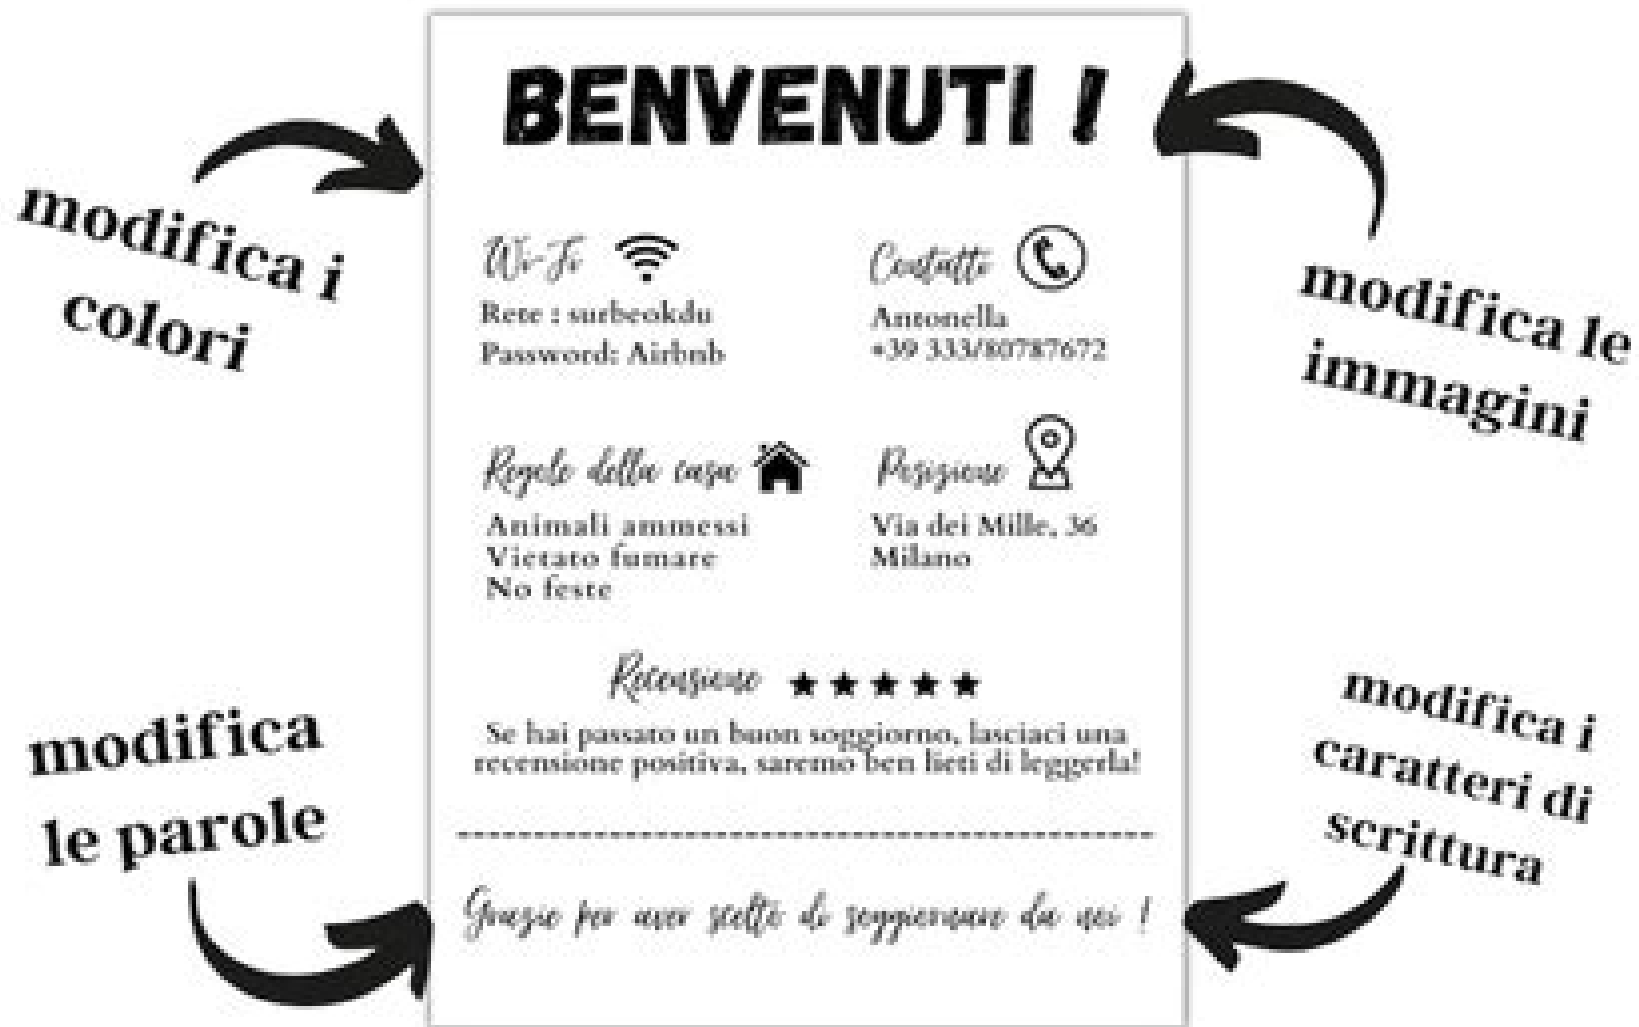 BENVENUTI !
modifica i
colori
modifica le
immagini
Wi-Fi
Rete : surbeokdu
Password: Airbnb
Contatto
Antonella
+39 333/80787672
Regole della casa
Animali ammessi
Vietato fumare
No feste
Posizione
Via dei Mille, 36
Milano
Recensione
Se hai passato un buon soggiorno, lasciaci una
recensione positiva, saremo ben lieti di leggerla!
modifica
le parole
modifica i
caratteri di
scrittura
Grazie per aver scelto di soggiornare da noi !